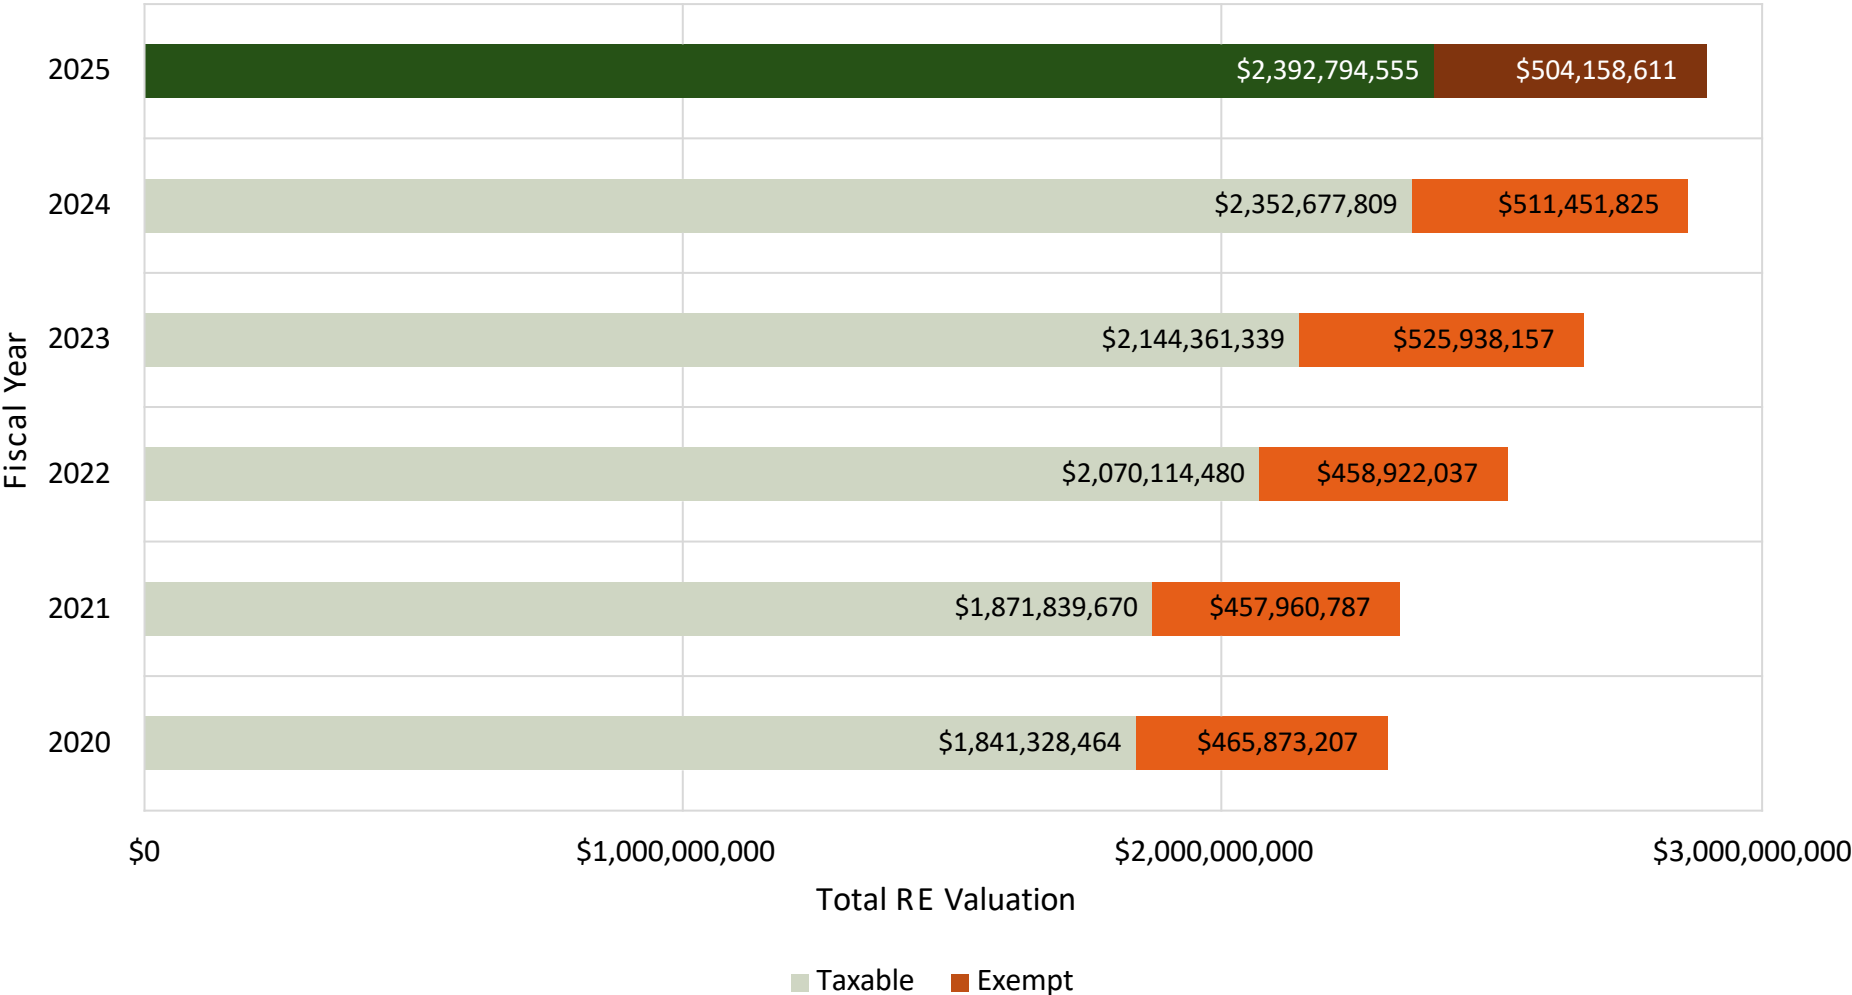 2025 $2,392,794,555 $504,158,611
2024 $2,352,677,809 $511,451,825
2023 $2,144,361,339 $525,938,157
2022 $2,070,114,480 $458,922,037
2021 $1,871,839,670 $457,960,787
2020 $1,841,328,464 $465,873,207
Fiscal Year
$0 $1,000,000,000 $2,000,000,000 $3,000,000,000
Total RE Valuation
Taxable Exempt